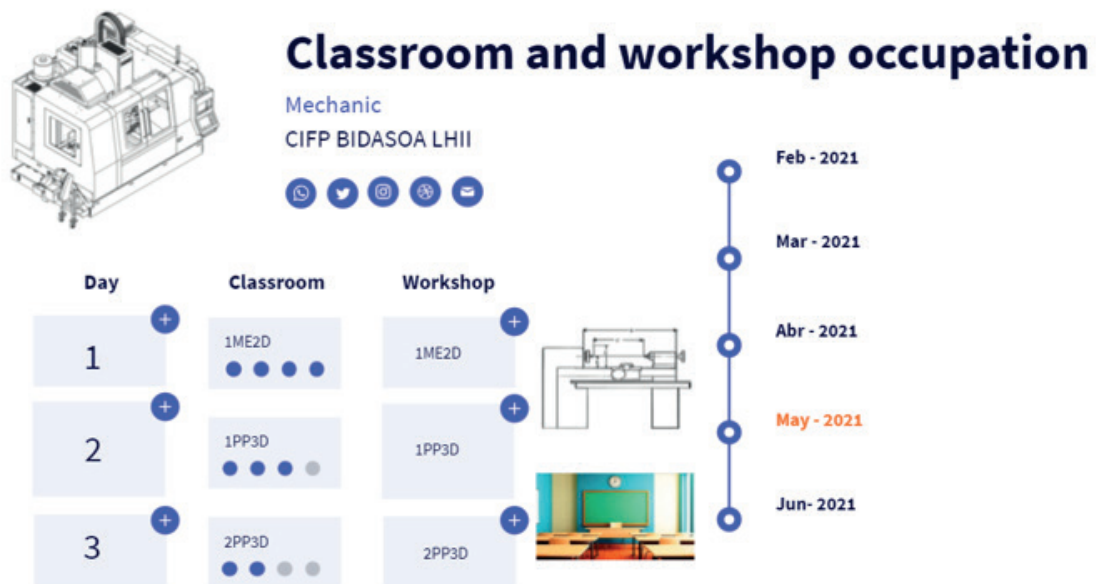 Classroom and workshop occupation
Mechanic
CIFP BIDASOA LHII
Feb - 2021
Mar - 2021
Abr - 2021
May - 2021
Jun- 2021
Day Classroom Workshop
1 1ME2D 1ME2D
2 1PP3D 1PP3D
3 2PP3D 2PP3D